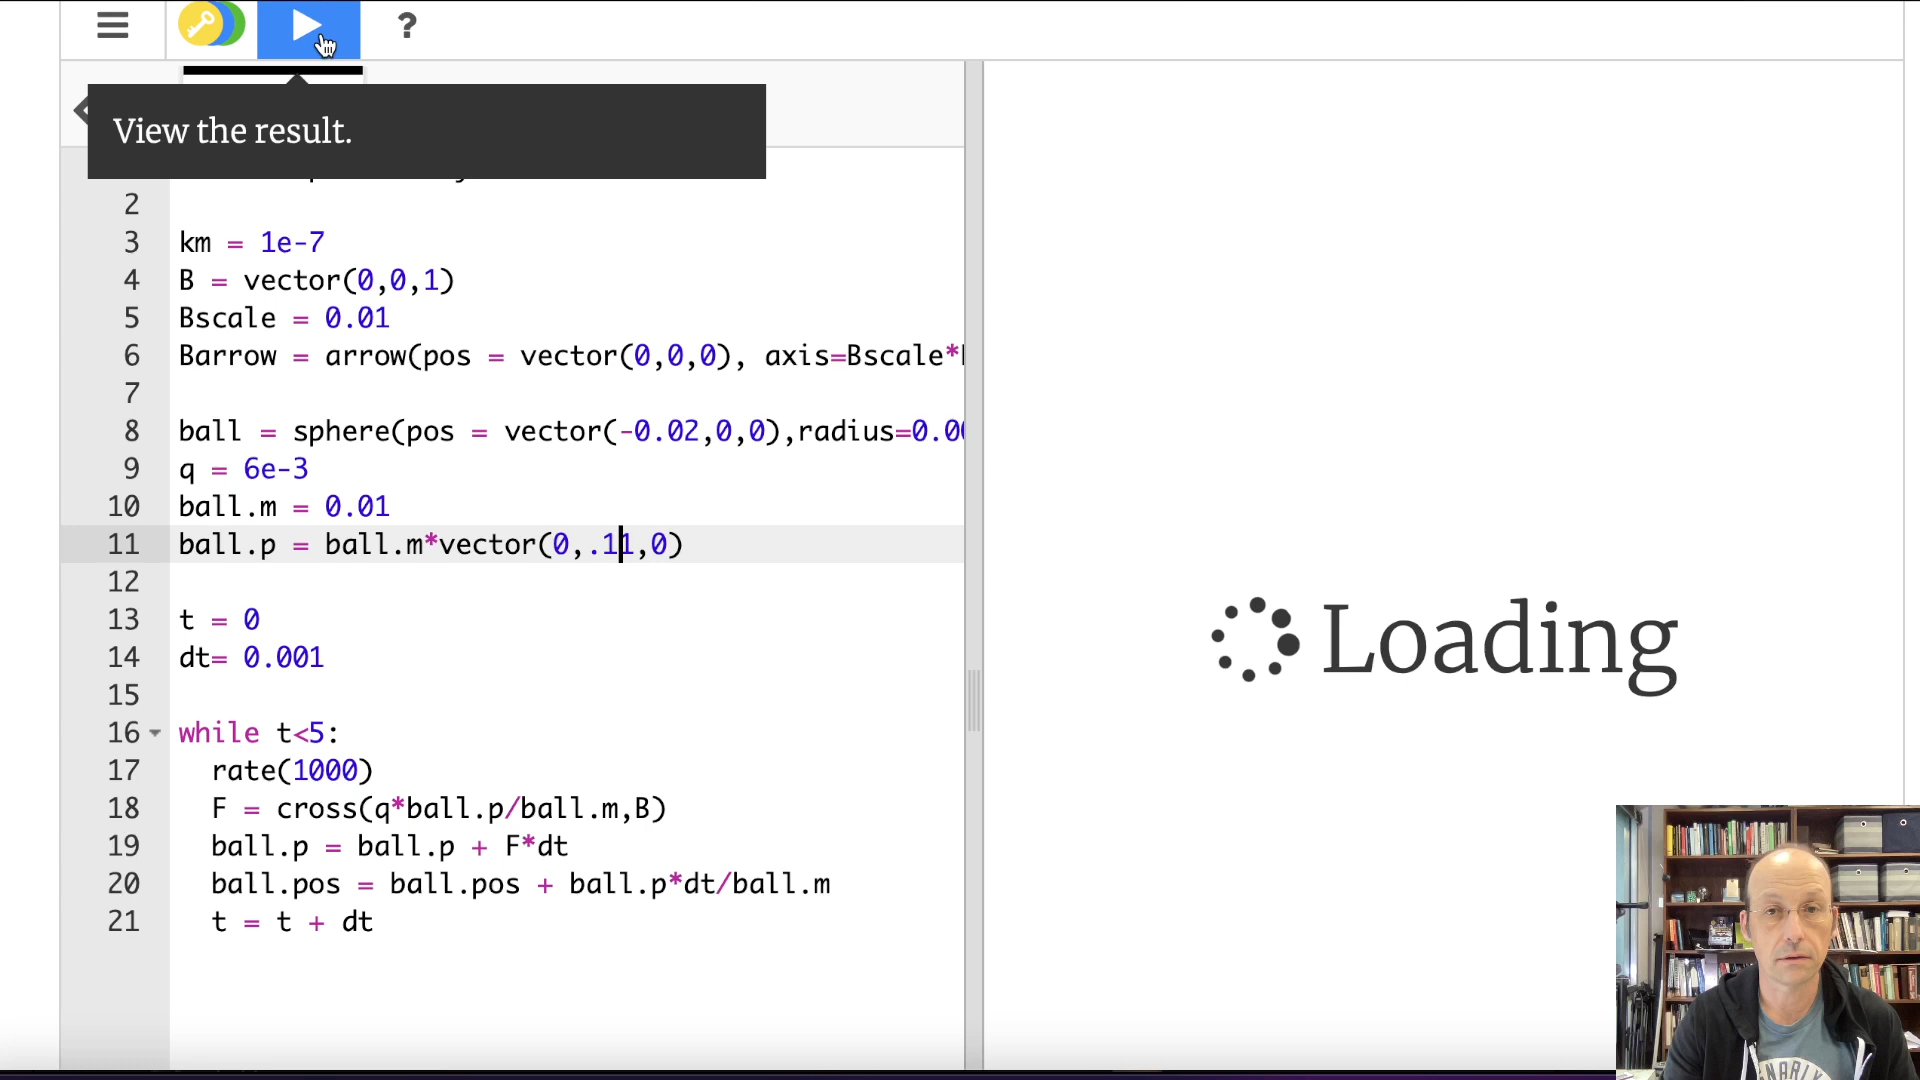 ?
View the result.
2
3 km = 1e-7
4 B = vector(0,0,1)
5 Bscale = 0.01
6 Barrow = arrow(pos = vector(0,0,0), axis=Bscale*
7
8 ball = sphere(pos = vector(-0.02,0,0),radius=0.0
9 q = 6e-3
10 ball.m = 0.01
11 ball.p = ball.m*vector(0,.11,0)
12
13 t = 0
14 dt= 0.001
15
16 while t<5:
17 rate(1000)
18 F = cross(q*ball.p/ball.m,B)
19 ball.p = ball.p + F*dt
20 ball.pos = ball.pos + ball.p*dt/ball.m
21 t = t + dt
Loading